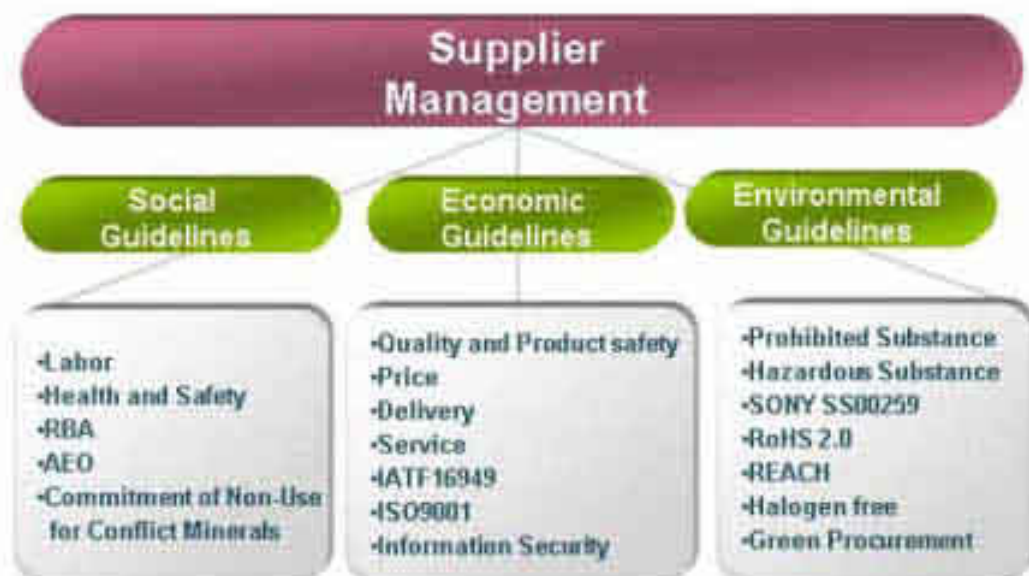 Supplier
Management
Social
Guidelines
Economic
Guidelines
Environmental
Guidelines
•Labor
•Health and Safety
•RBA
•AEO
•Commitment of Non-Use
for Conflict Minerals
•Quality and Product safety
•Price
•Delivery
•Service
•IATF16949
•ISO9001
•Information Security
•Prohibited Substance
•Hazardous Substance
•SONY SS00259
•RoHS 2.0
•REACH
•Halogen free
•Green Procurement